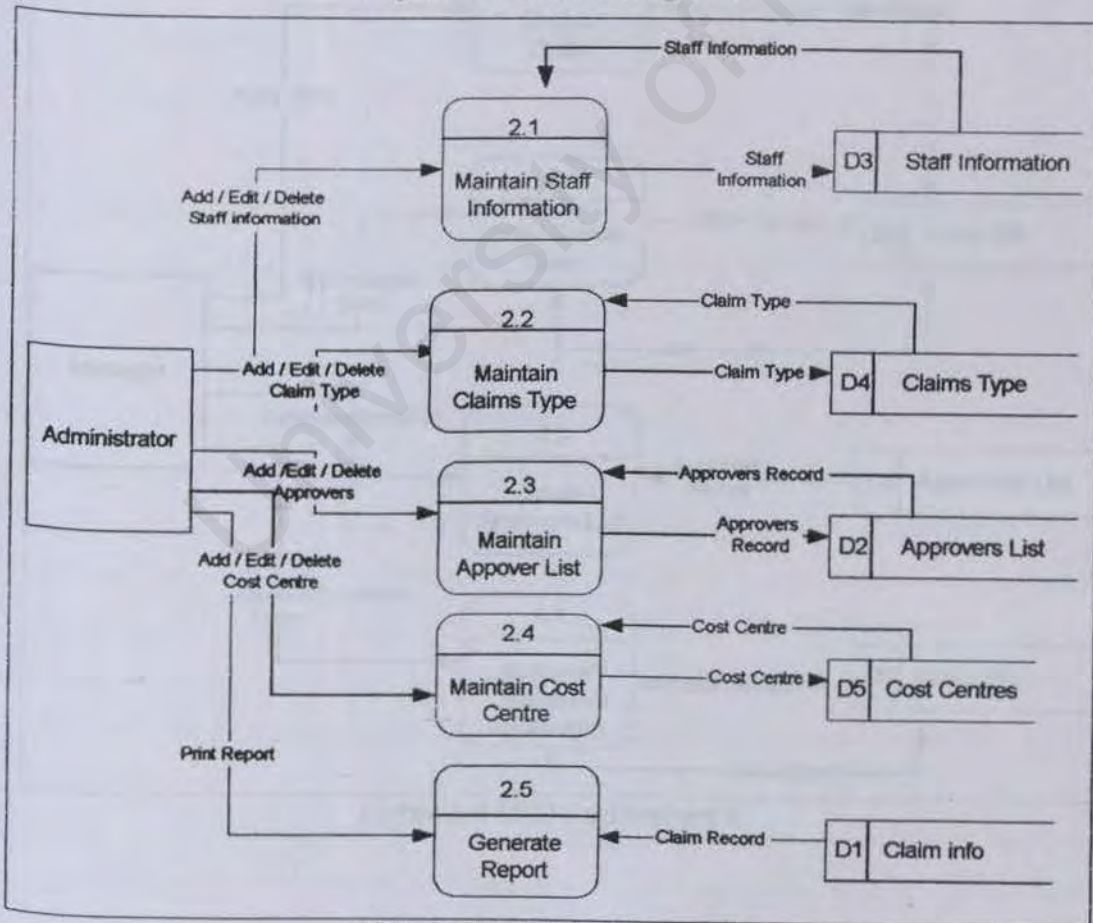 Staff Information
2.1
Maintain Staff
Information
Staff
Information
D3 Staff Information
Add / Edit / Delete
Staff information
2.2
Maintain
Claims Type
Claim Type
Claim Type
D4 Claims Type
Add / Edit / Delete
Claim Type
Administrator
2.3
Maintain
Appover List
Approvers Record
Approvers
Record
D2 Approvers List
Add /Edit / Delete
Approvers
Add / Edit / Delete
Cost Centre
2.4
Maintain Cost
Centre
Cost Centre
Cost Centre
D5 Cost Centres
Print Report
2.5
Generate
Report
Claim Record
D1 Claim info
University of